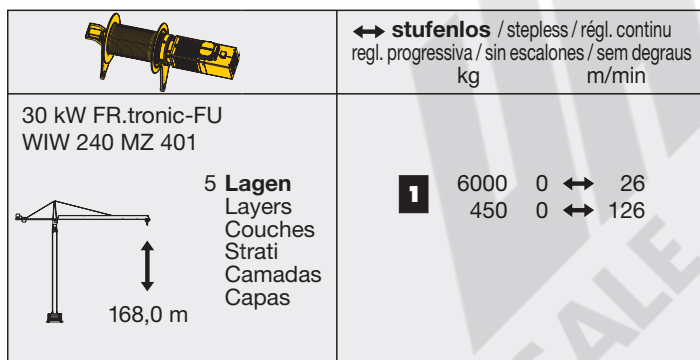 ↔ stufenlos / stepless / régl. continu
regl. progressiva / sin escalones / sem degraus
kg m/min
30 kW FR.tronic-FU
WIW 240 MZ 401
5 Lagen
Layers
Couches
Strati
Camadas
Capas
168,0 m
1 6000 0 ↔ 26
450 0 ↔ 126